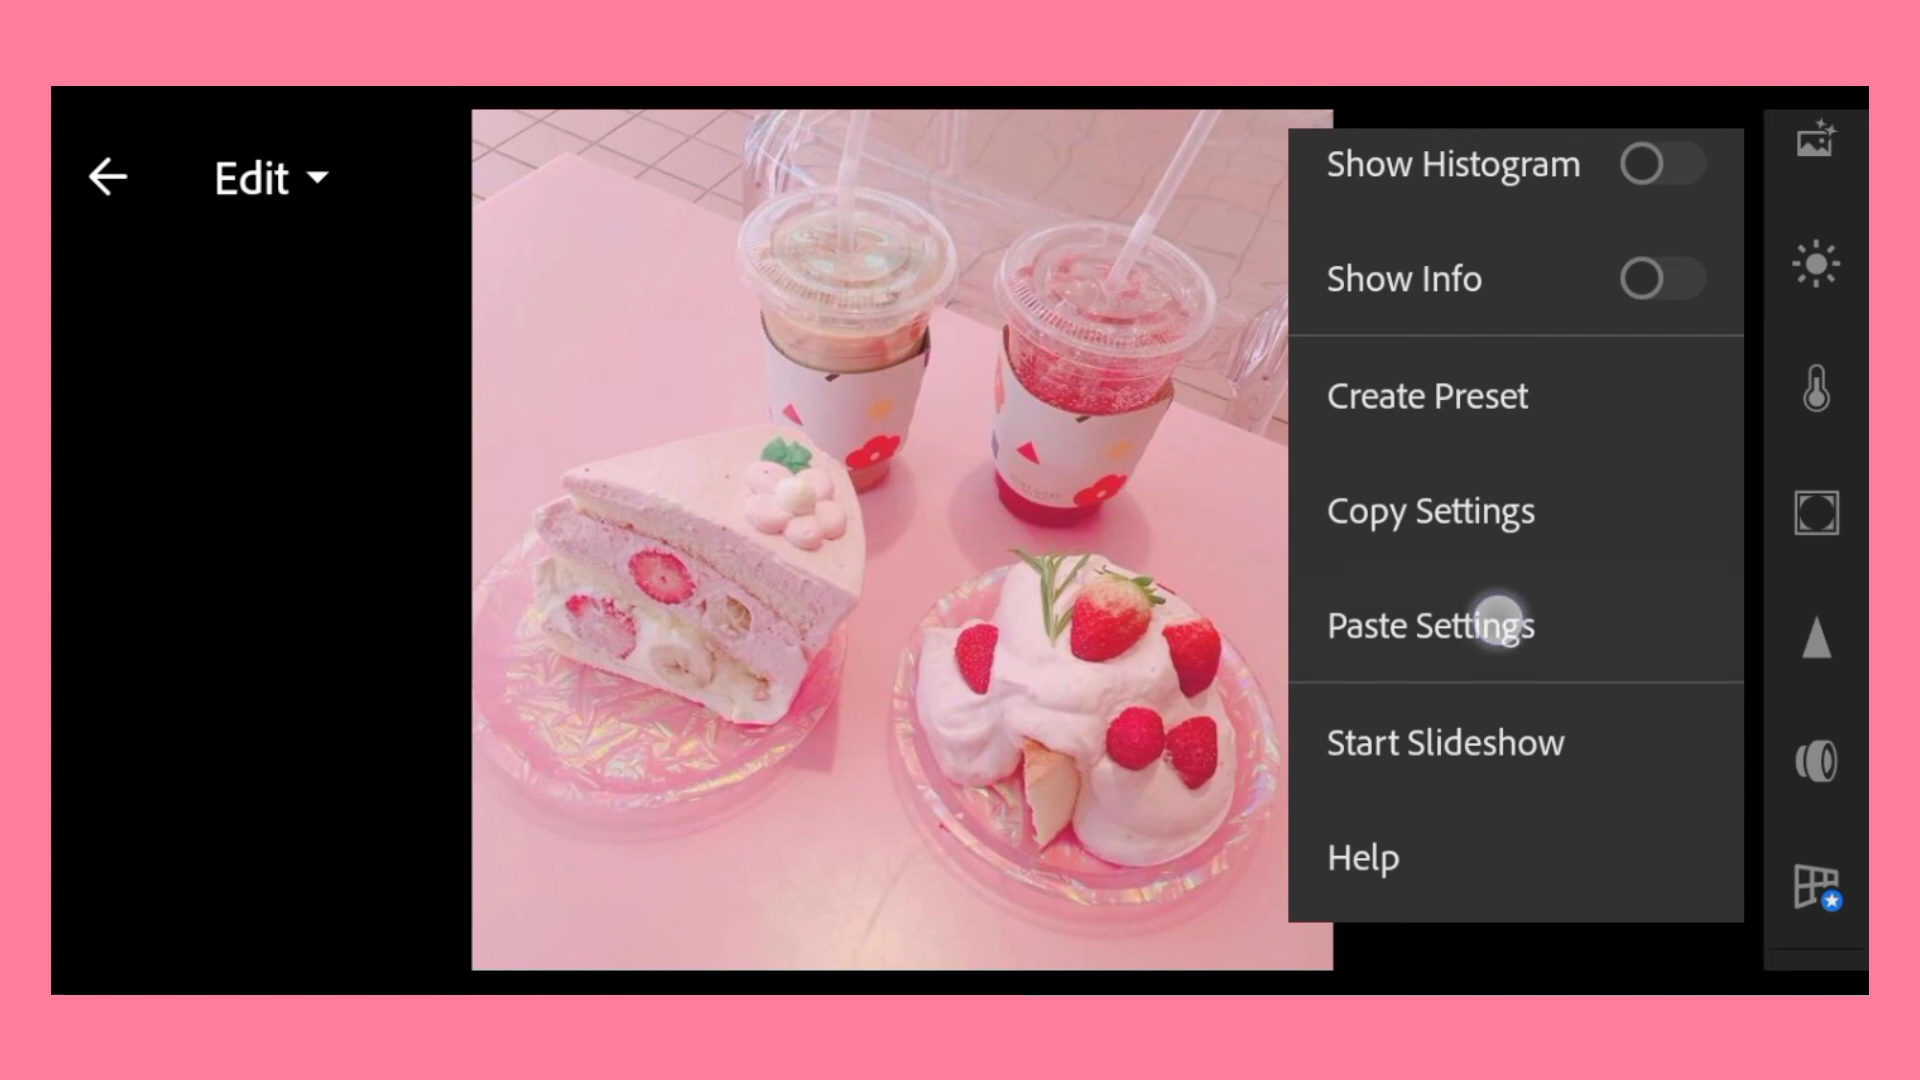 Edit
Show Histogram
Show Info
Create Preset
Copy Settings
Paste Settings
Start Slideshow
Help